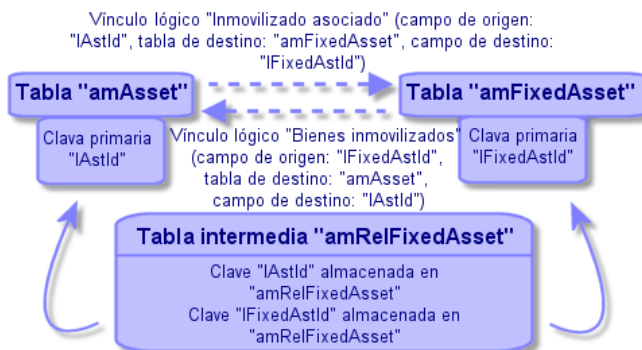 Vínculo lógico "Inmovilizado asociado" (campo de origen:
"lAstId", tabla de destino: "amFixedAsset", campo de destino:
"lFixedAstId")
Tabla "amAsset"
Tabla "amFixedAsset"
Clava primaria
"lAstId"
Vínculo lógico "Bienes inmovilizados"
(campo de origen: "lFixedAstId",
tabla de destino: "amAsset",
campo de destino: "lAstId")
Clava primaria
"lFixedAstId"
Tabla intermedia "amRelFixedAsset"
Clave "lAstId" almacenada en
"amRelFixedAsset"
Clave "lFixedAstId" almacenada en
"amRelFixedAsset"